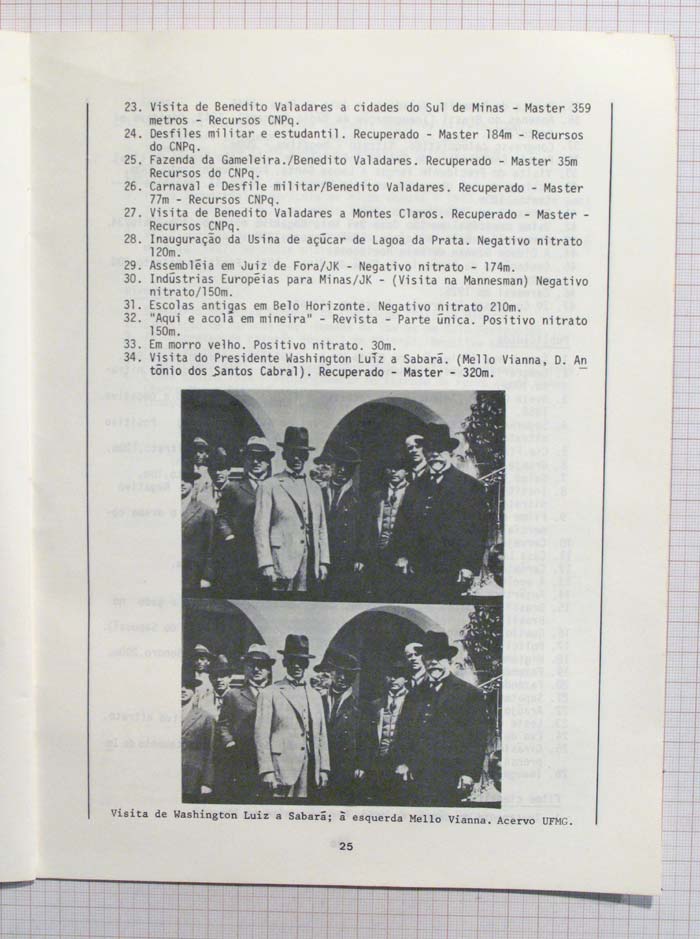 23. Visita de Benedito Valadares a cidades do Sul de Minas - Master 359
metros - Recursos CNPq.
24. Desfiles militar e estudantil. Recuperado - Master 184m - Recursos
do CNPq.
25. Fazenda da Gameleira./Benedito Valadares. Recuperado - Master 35m
Recursos do CNPq.
26. Carnaval e Desfile militar/Benedito Valadares. Recuperado - Master
77m - Recursos CNPq.
27. Visita de Benedito Valadares a Montes Claros. Recuperado - Master -
Recursos CNPq.
28. Inauguração da Usina de açúcar de Lagoa da Prata. Negativo nitrato
120m.
29. Assembléia em Juiz de Fora/JK - Negativo nitrato - 174m.
30. Indústrias Européias para Minas/JK - (Visita na Mannesman) Negativo
nitrato/150m.
31. Escolas antigas em Belo Horizonte. Negativo nitrato 210m.
32. "Aqui e acolá em mineira" - Revista - Parte única. Positivo nitrato
150m.
33. Em morro velho. Positivo nitrato. 30m.
34. Visita do Presidente Washington Luíz a Sabará. (Mello Vianna, D. An
tônio dos Santos Cabral). Recuperado - Master - 320m.
Visita de Washington Luiz a Sabará; à esquerda Mello Vianna. Acervo UFMG.
25